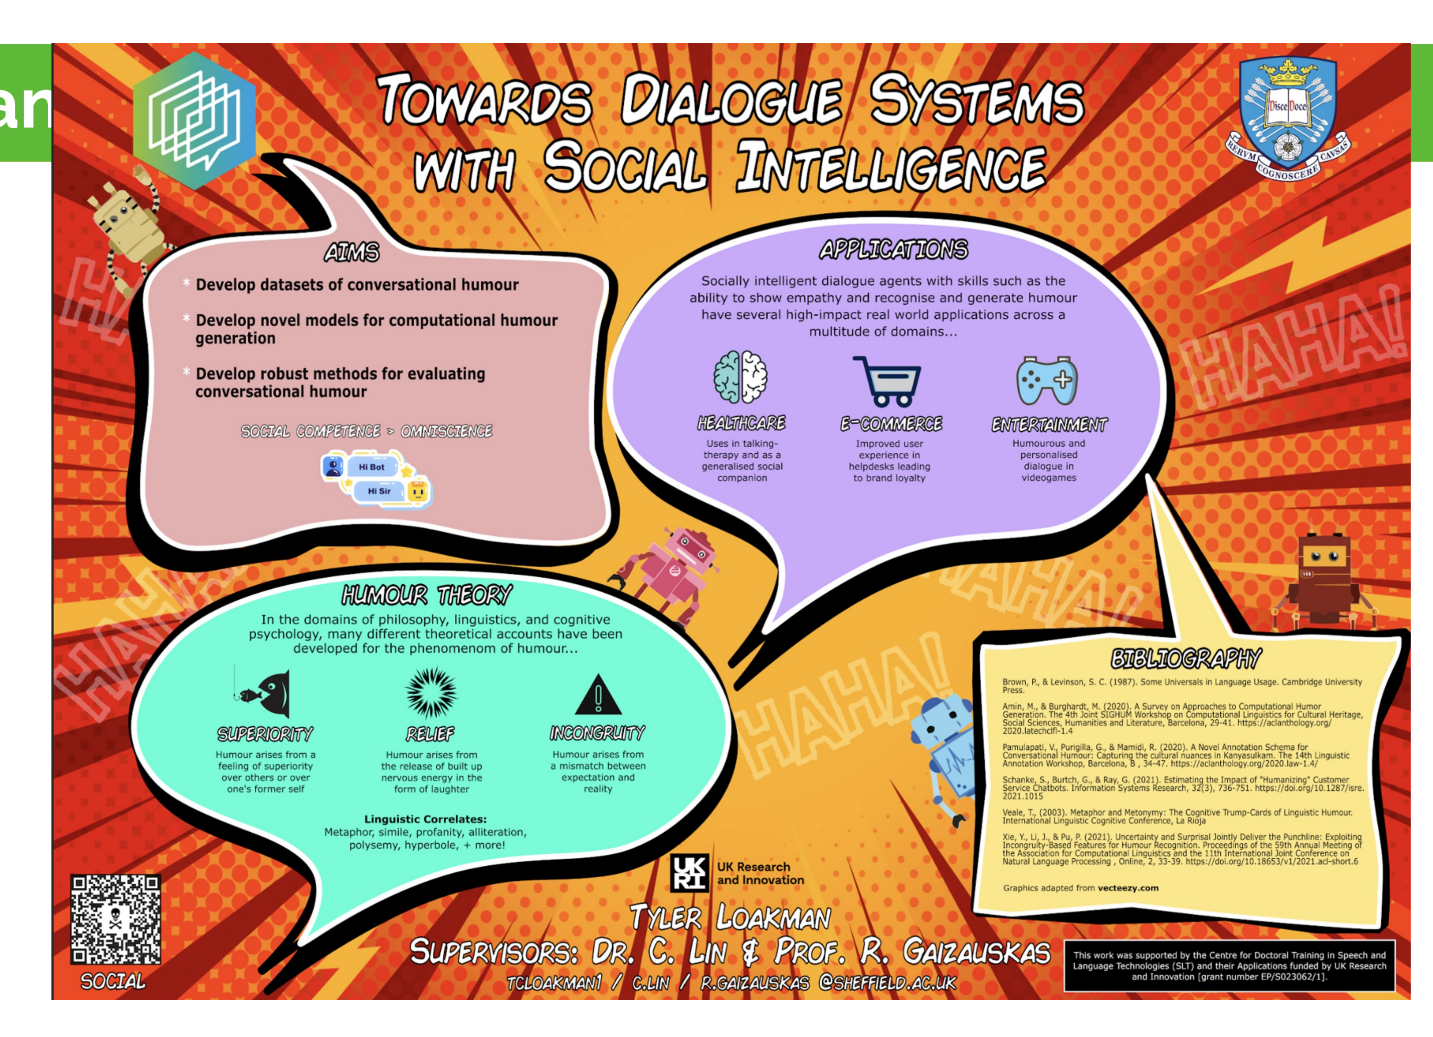 an
TOWARDS DIALOGUE SYSTEMS
WITH SOCIAL INTELLIGENCE
Disce Doce
RERVM COGNOSCERE CAVSAS
AIMS
* Develop datasets of conversational humour
* Develop novel models for computational humour
generation
* Develop robust methods for evaluating
conversational humour
SOCIAL COMPETENCE > OMNISCIENCE
Hi Bot
Hi Sir
APPLICATIONS
Socially intelligent dialogue agents with skills such as the
ability to show empathy and recognise and generate humour
have several high-impact real world applications across a
multitude of domains...
HEALTHCARE
Uses in talking-
therapy and as a
generalised social
companion
E-COMMERCE
Improved user
experience in
helpdesks leading
to brand loyalty
ENTERTAINMENT
Humourous and
personalised
dialogue in
videogames
HAHA!
HAHA!
HAHA!
HUMOUR THEORY
In the domains of philosophy, linguistics, and cognitive
psychology, many different theoretical accounts have been
developed for the phenomenom of humour...
SUPERIORITY
Humour arises from a
feeling of superiority
over others or over
one's former self
RELIEF
Humour arises from
the release of built up
nervous energy in the
form of laughter
INCONGRUITY
Humour arises from
a mismatch between
expectation and
reality
Linguistic Correlates:
Metaphor, simile, profanity, alliteration,
polysemy, hyperbole, + more!
BIBLIOGRAPHY
Brown, P., & Levinson, S. C. (1987). Some Universals in Language Usage. Cambridge University
Press.
Amin, M., & Burghardt, M. (2020). A Survey on Approaches to Computational Humor
Generation. The 4th Joint SIGHUM Workshop on Computational Linguistics for Cultural Heritage,
Social Sciences, Humanities and Literature, Barcelona, 29-41. https://aclanthology.org/
2020.latechclfl-1.4
Pamulapati, V., Purigilla, G., & Mamidi, R. (2020). A Novel Annotation Schema for
Conversational Humour: Capturing the cultural nuances in Kanyasulkam. The 14th Linguistic
Annotation Workshop, Barcelona, B , 34-47. https://aclanthology.org/2020.law-1.4/
Schanke, S., Burtch, G., & Ray, G. (2021). Estimating the Impact of "Humanizing" Customer
Service Chatbots. Information Systems Research, 32(3), 736-751. https://doi.org/10.1287/isre.
2021.1015
Veale, T., (2003). Metaphor and Metonymy: The Cognitive Trump-Cards of Linguistic Humour.
International Linguistic Cognitive Conference, La Rioja
Xie, Y., Li, J., & Pu, P. (2021). Uncertainty and Surprisal Jointly Deliver the Punchline: Exploiting
Incongruity-Based Features for Humour Recognition. Proceedings of the 59th Annual Meeting of
the Association for Computational Linguistics and the 11th International Joint Conference on
Natural Language Processing , Online, 2, 33-39. https://doi.org/10.18653/v1/2021.acl-short.6
Graphics adapted from vecteezy.com
SOCIAL
UKRI UK Research
and Innovation
TYLER LOAKMAN
SUPERVISORS: DR. C. LIN & PROF. R. GAIZAUSKAS
TCLOAKMAN1 / C.LIN / R.GAIZAUSKAS @SHEFFIELD.AC.UK
This work was supported by the Centre for Doctoral Training in Speech and
Language Technologies (SLT) and their Applications funded by UK Research
and Innovation [grant number EP/S023062/1].